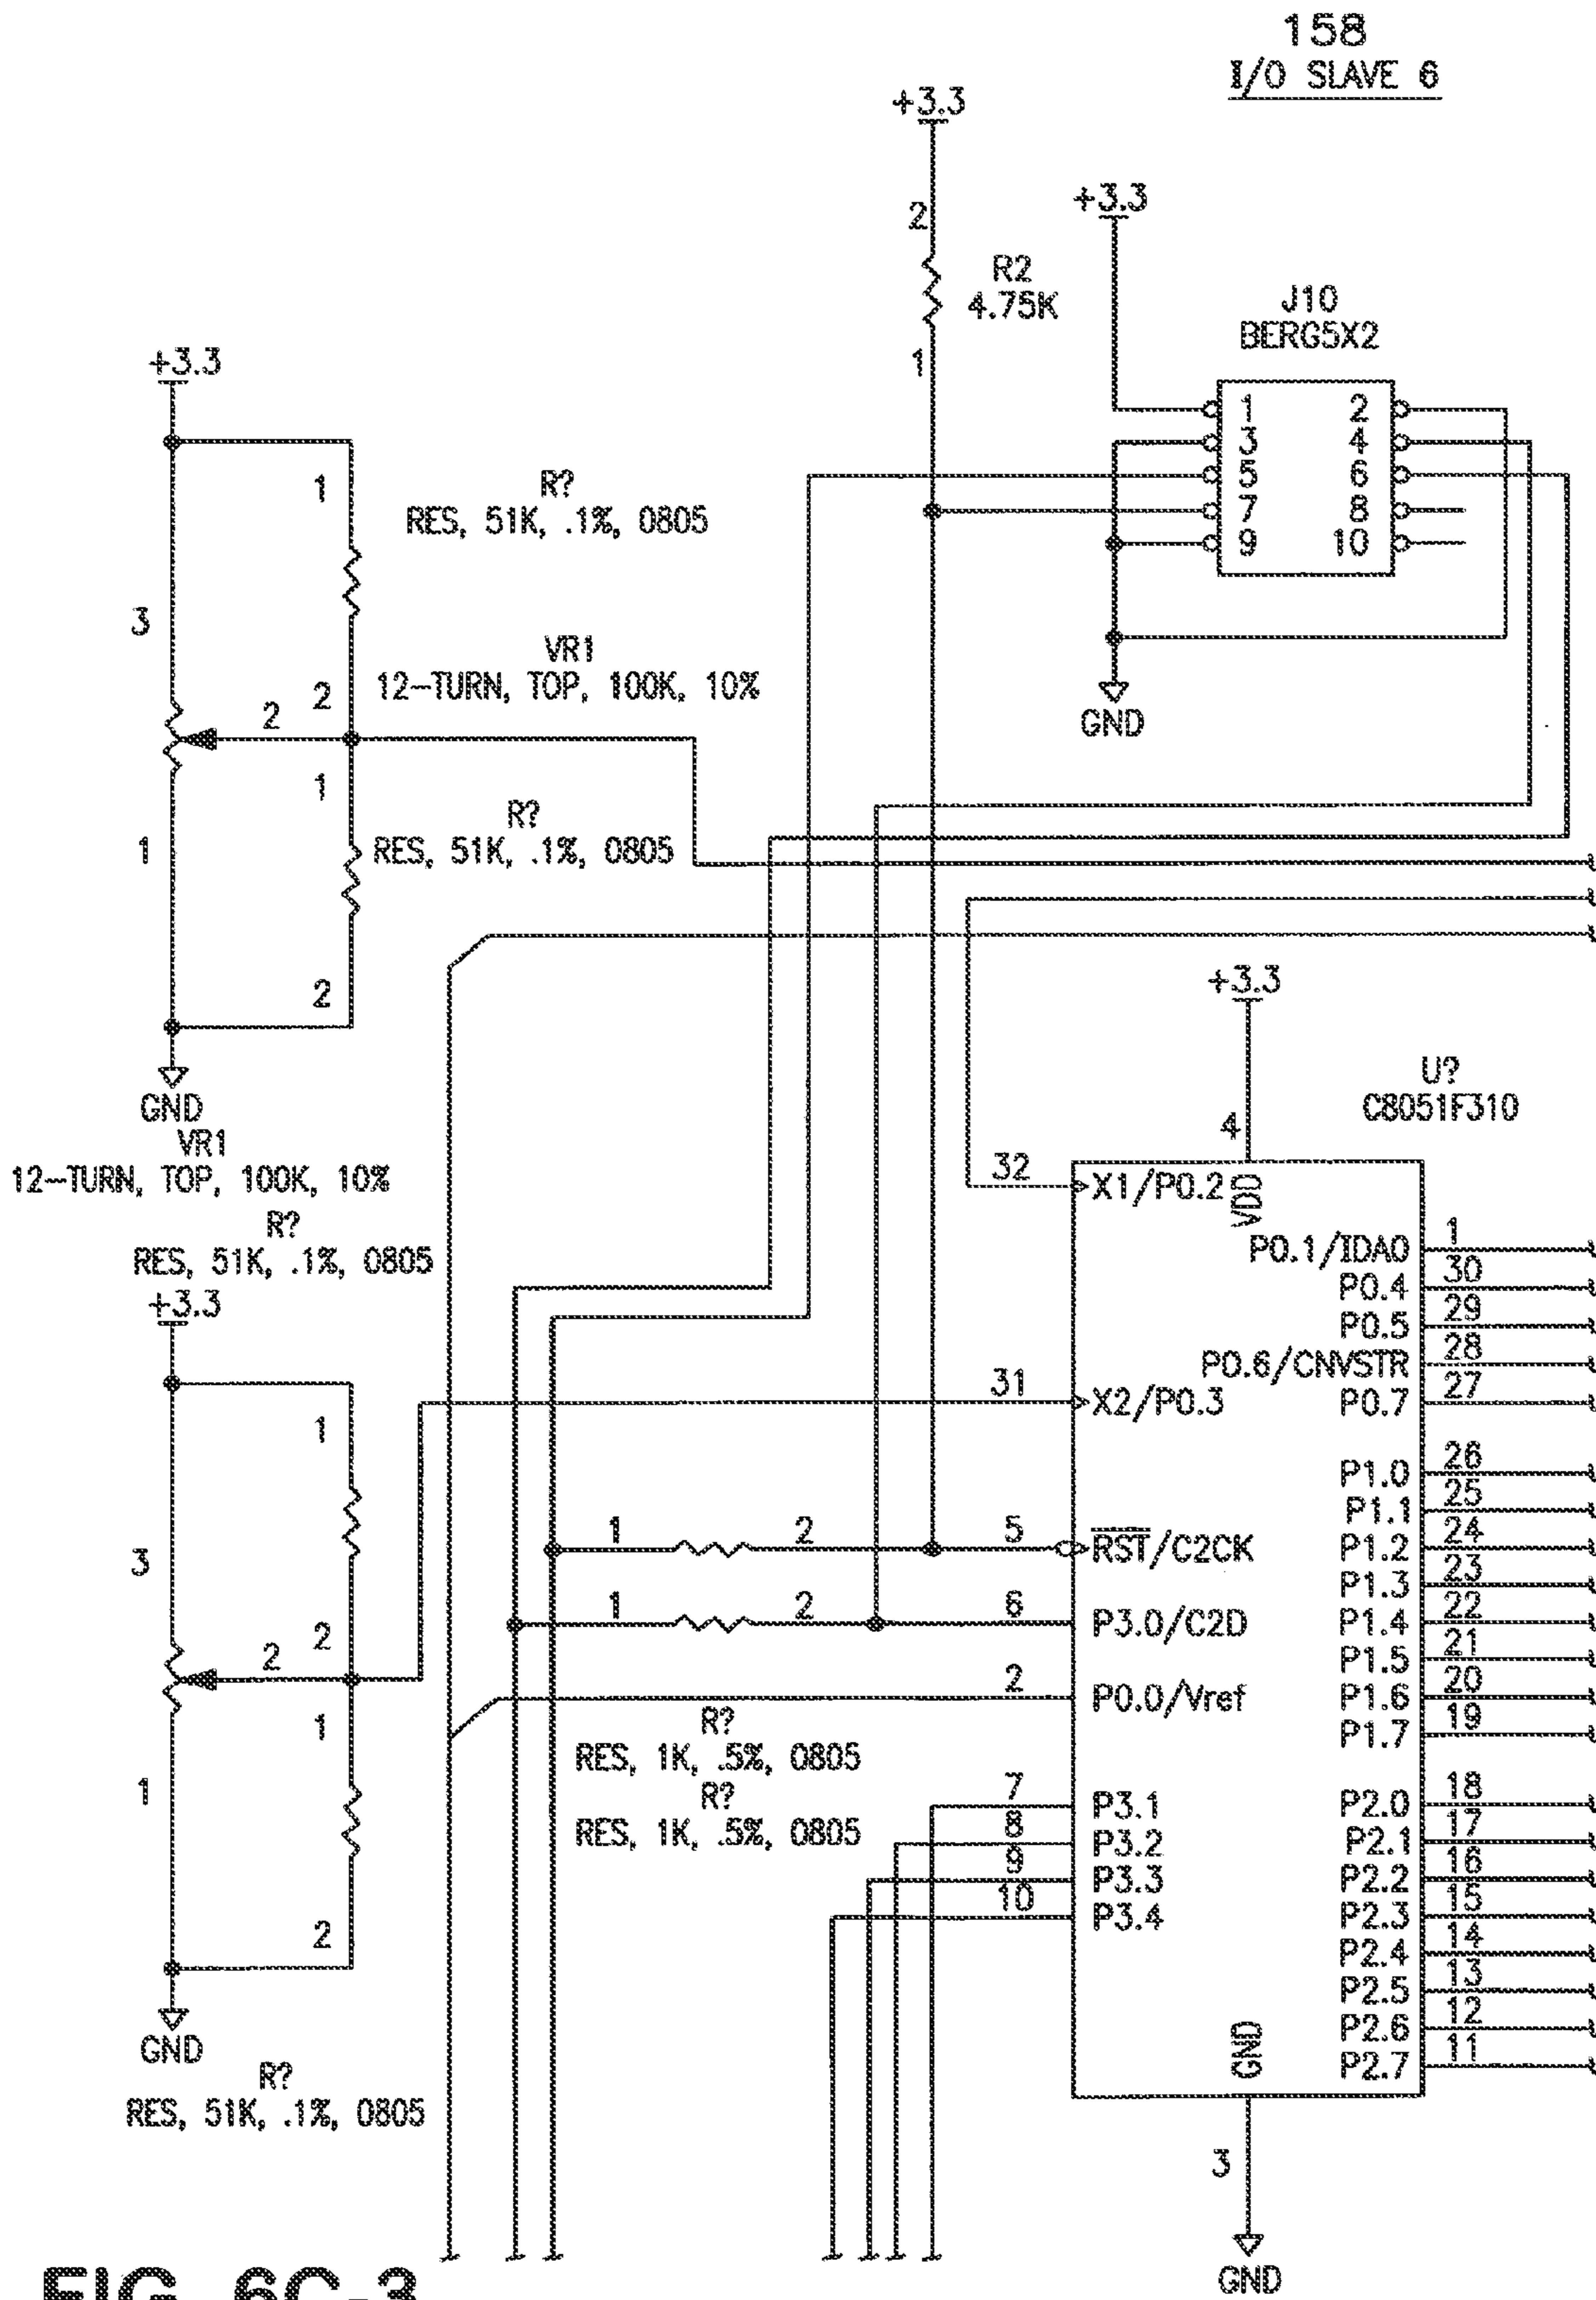 158
I/O SLAVE 6
+3.3
+3.3
2
R2
4.75K
1
J10
BERG5X2
1 2
3 4
5 6
7 8
9 10
GND
+3.3
1
R?
RES, 51K, .1%, 0805
3
VR1
12-TURN, TOP, 100K, 10%
2
2
1
R?
RES, 51K, .1%, 0805
1
2
GND
VR1
12-TURN, TOP, 100K, 10%
R?
RES, 51K, .1%, 0805
+3.3
1
3
2
2
1
1
2
GND
R?
RES, 51K, .1%, 0805
+3.3
U?
C8051F310
4
32 X1/P0.2
VDD
P0.1/IDA0 1
P0.4 30
P0.5 29
P0.6/CNVSTR 28
P0.7 27
31 X2/P0.3
P1.0 26
P1.1 25
P1.2 24
P1.3 23
P1.4 22
P1.5 21
P1.6 20
P1.7 19
1 2 5 RST/C2CK
1 2 6 P3.0/C2D
2 P0.0/Vref
R?
RES, 1K, .5%, 0805
R?
RES, 1K, .5%, 0805
7 P3.1
8 P3.2
9 P3.3
10 P3.4
P2.0 18
P2.1 17
P2.2 16
P2.3 15
P2.4 14
P2.5 13
P2.6 12
P2.7 11
GND
3
GND
FIG. 6C-3